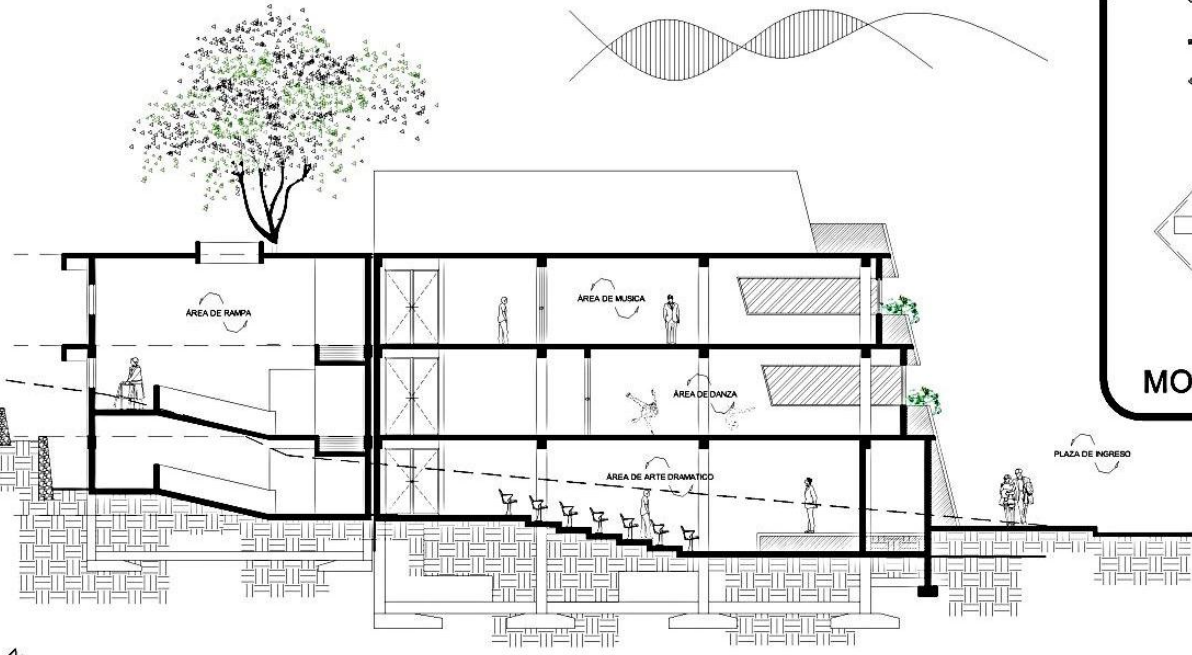 ÁREA DE RAMPA
ÁREA DE MUSICA
ÁREA DE DANZA
ÁREA DE ARTE DRAMATICO
PLAZA DE INGRESO
MO